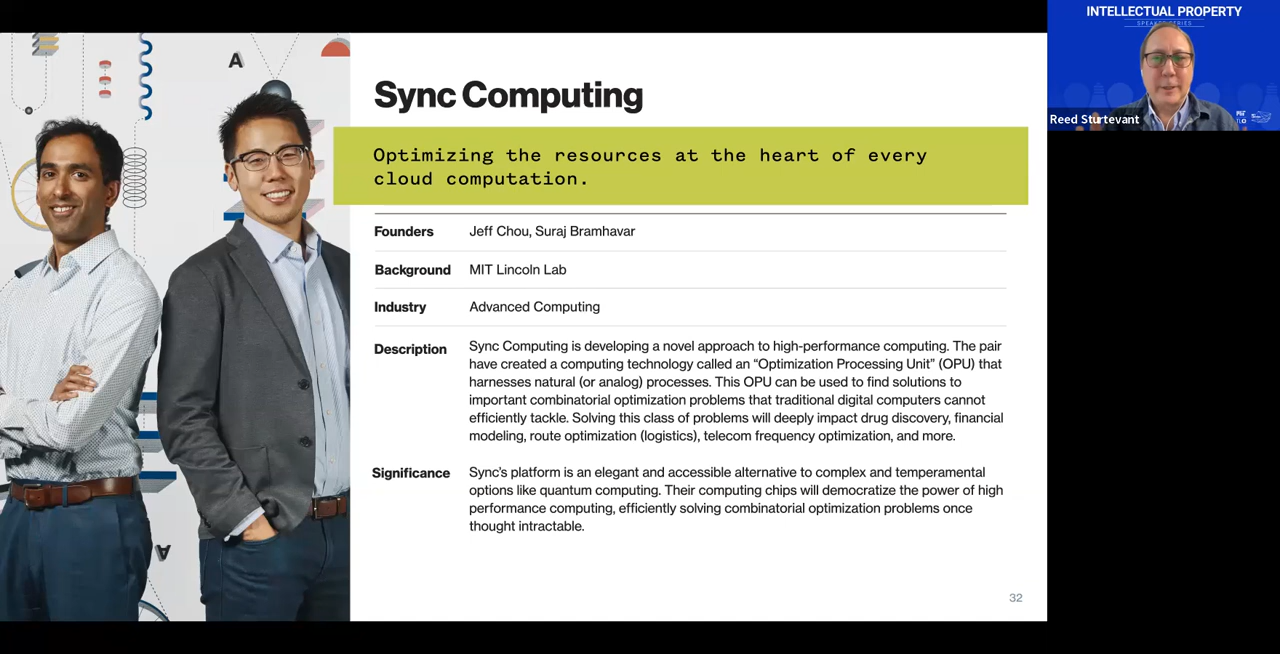 INTELLECTUAL PROPERTY
SPEAKER SERIES
Reed Sturtevant
MIT
TLO
A
A
Sync Computing
Optimizing the resources at the heart of every
cloud computation.
Founders Jeff Chou, Suraj Bramhavar
Background MIT Lincoln Lab
Industry Advanced Computing
Description Sync Computing is developing a novel approach to high-performance computing. The pair
have created a computing technology called an “Optimization Processing Unit” (OPU) that
harnesses natural (or analog) processes. This OPU can be used to find solutions to
important combinatorial optimization problems that traditional digital computers cannot
efficiently tackle. Solving this class of problems will deeply impact drug discovery, financial
modeling, route optimization (logistics), telecom frequency optimization, and more.
Significance Sync’s platform is an elegant and accessible alternative to complex and temperamental
options like quantum computing. Their computing chips will democratize the power of high
performance computing, efficiently solving combinatorial optimization problems once
thought intractable.
32